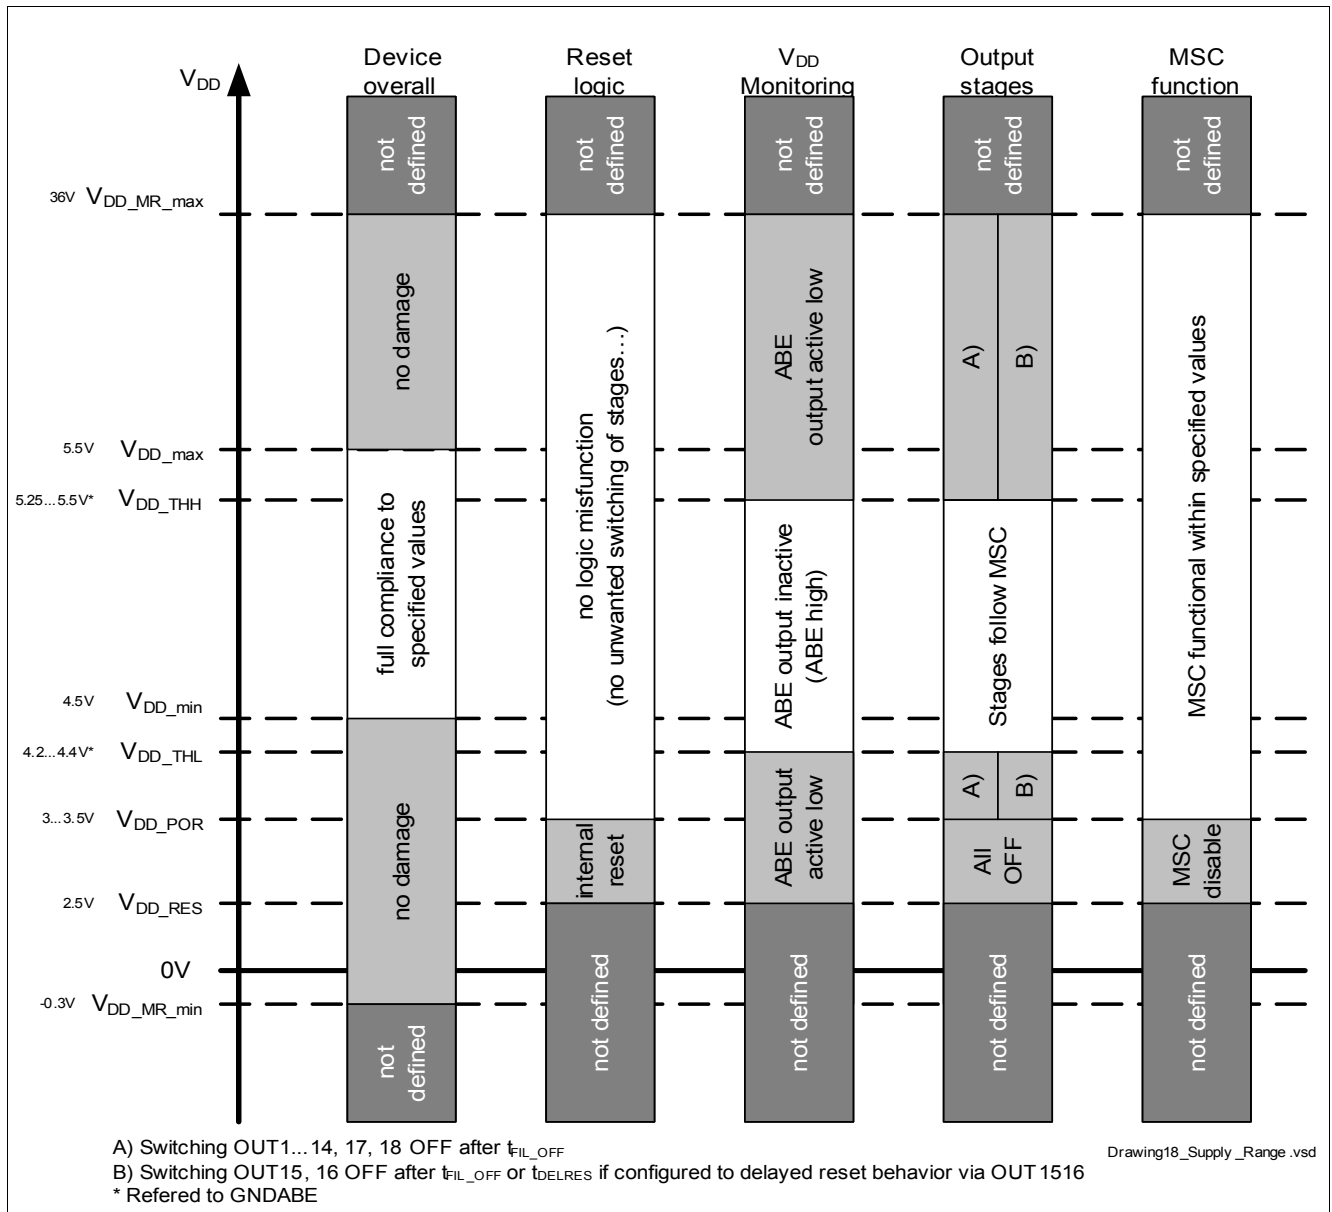 Device overall
Reset logic
VDD Monitoring
Output stages
MSC function
VDD
not defined
not defined
not defined
not defined
not defined
36V VDD_MR_max
no damage
no logic misfunction
(no unwanted switching of stages...)
ABE
output active low
A)
B)
MSC functional within specified values
5.5V VDD_max
5.25...5.5V* VDD_THH
full compliance to
specified values
ABE output inactive
(ABE high)
Stages follow MSC
4.5V VDD_min
4.2...4.4V* VDD_THL
no damage
ABE output
active low
A)
B)
3...3.5V VDD_POR
internal
reset
All
OFF
MSC
disable
2.5V VDD_RES
0V
not defined
not defined
not defined
not defined
-0.3V VDD_MR_min
not
defined
A) Switching OUT1...14, 17, 18 OFF after tFIL_OFF
Drawing18_Supply_Range.vsd
B) Switching OUT15, 16 OFF after tFIL_OFF or tDELRES if configured to delayed reset behavior via OUT1516
* Refered to GNDABE